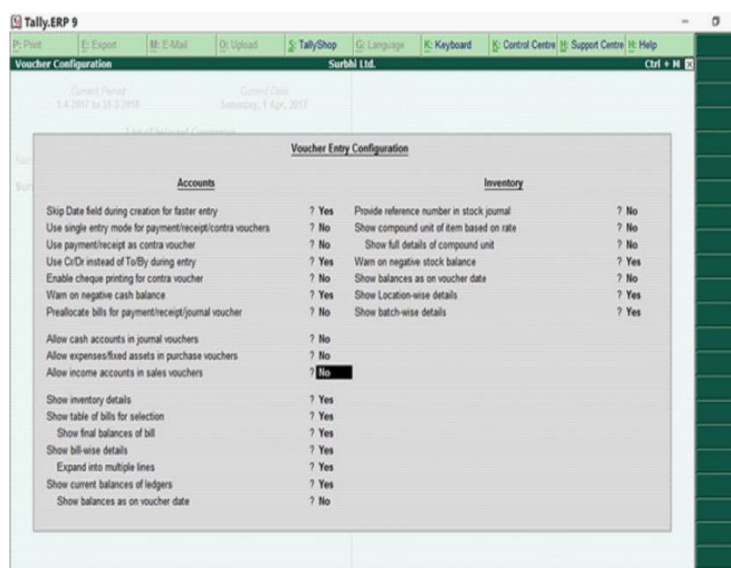 Tally.ERP 9
P: Print E: Export M: E-Mail O: Upload S: TallyShop G: Language K: Keyboard K: Control Centre H: Support Centre H: Help
Voucher Configuration Surbhi Ltd. Ctrl + M
Current Period Current Date
1-4-2017 to 31-3-2018 Saturday, 1 Apr, 2017
List of Selected Companies
Voucher Entry Configuration
Accounts
Skip Date field during creation for faster entry ? Yes
Use single entry mode for payment/receipt/contra vouchers ? No
Use payment/receipt as contra voucher ? No
Use Cr/Dr instead of To/By during entry ? Yes
Enable cheque printing for contra voucher ? No
Warn on negative cash balance ? Yes
Preallocate bills for payment/receipt/journal voucher ? No
Allow cash accounts in journal vouchers ? No
Allow expenses/fixed assets in purchase vouchers ? No
Allow income accounts in sales vouchers ? No
Show inventory details ? Yes
Show table of bills for selection ? Yes
Show final balances of bill ? Yes
Show bill-wise details ? Yes
Expand into multiple lines ? Yes
Show current balances of ledgers ? Yes
Show balances as on voucher date ? No
Inventory
Provide reference number in stock journal ? No
Show compound unit of item based on rate ? No
Show full details of compound unit ? No
Warn on negative stock balance ? Yes
Show balances as on voucher date ? No
Show Location-wise details ? Yes
Show batch-wise details ? Yes